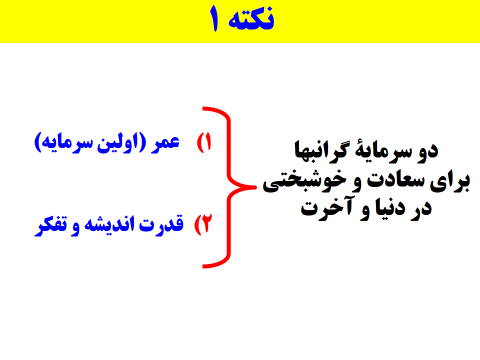 نکته ۱
دو سرمایهٔ گرانبها
برای سعادت و خوشبختی
در دنیا و آخرت
۱) عمر (اولین سرمایه)
۲) قدرت اندیشه و تفکر